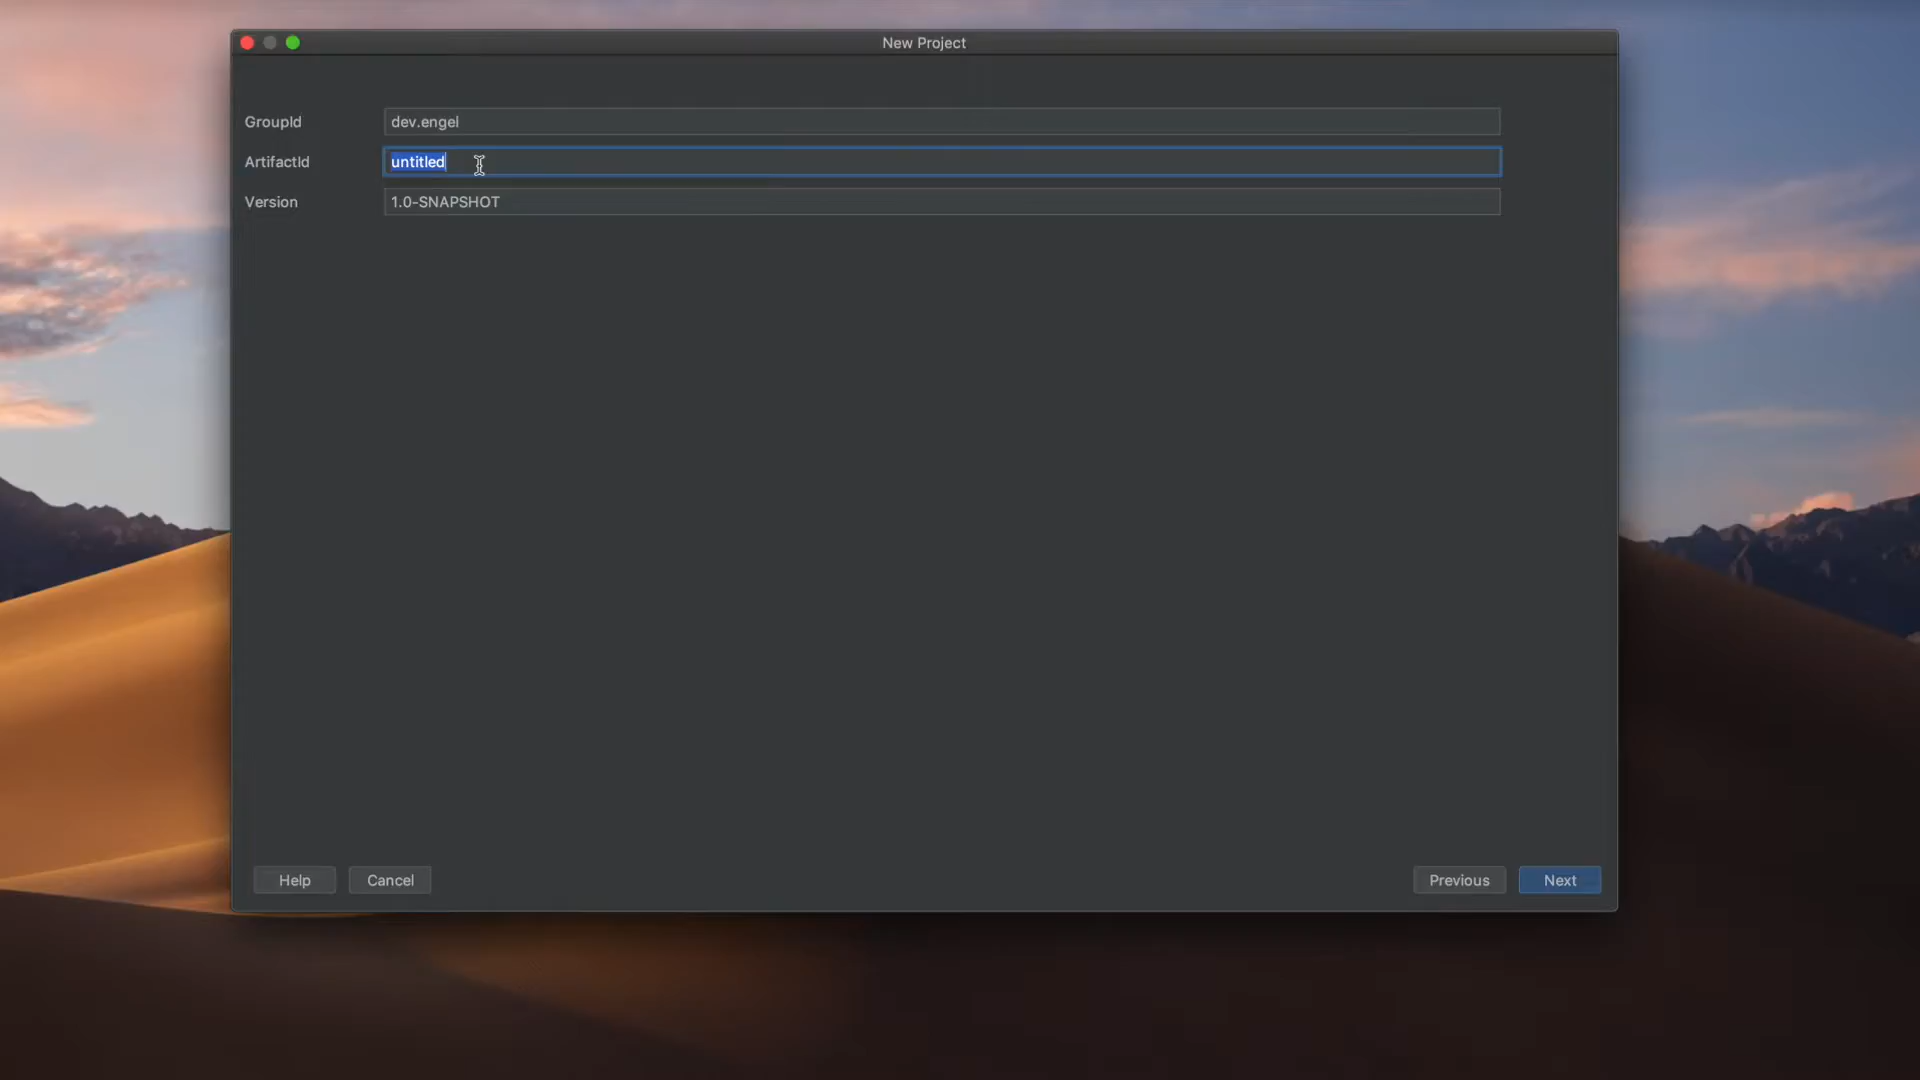 New Project
GroupId dev.engel
ArtifactId untitled
Version 1.0-SNAPSHOT
Help Cancel Previous Next